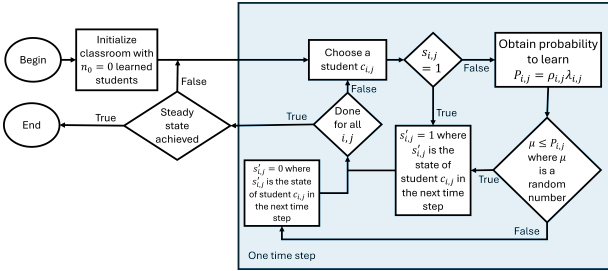 Begin
Initialize
classroom with
n₀ = 0 learned
students
Choose a
student c_{i,j}
s_{i,j}
= 1
False
Obtain probability
to learn
P_{i,j} = ρ_{i,j}λ_{i,j}
True
μ ≤ P_{i,j}
where μ
is a
random
number
True
False
s′_{i,j} = 1 where
s′_{i,j} is the
state of
student c_{i,j} in
the next time
step
s′_{i,j} = 0 where
s′_{i,j} is the state
of student c_{i,j} in
the next time
step
Done
for all
i, j
False
True
Steady
state
achieved
False
True
End
One time step